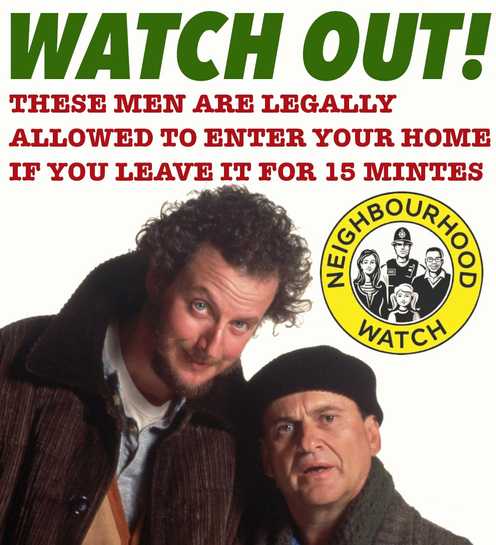 WATCH OUT!
THESE MEN ARE LEGALLY
ALLOWED TO ENTER YOUR HOME
IF YOU LEAVE IT FOR 15 MINTES
NEIGHBOURHOOD
WATCH